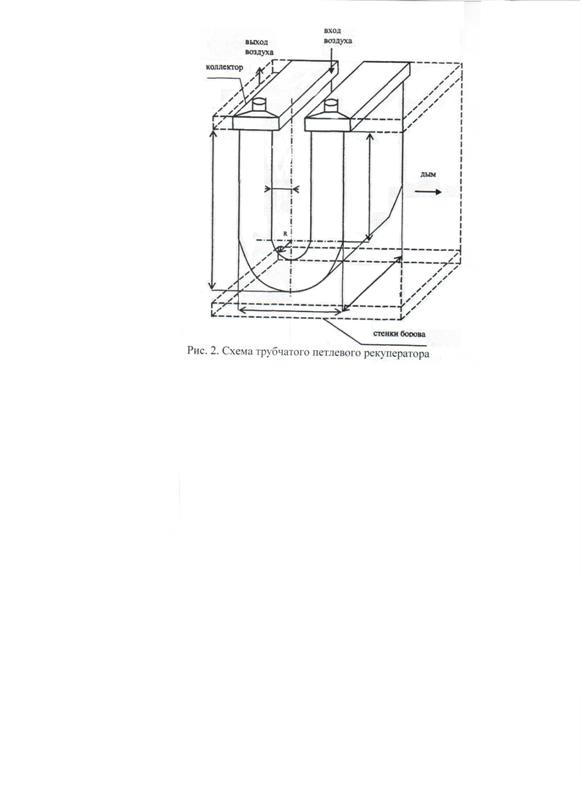 вход
воздуха
выход
воздуха
коллектор
дым
R
стенки борова
Рис. 2. Схема трубчатого петлевого рекуператора